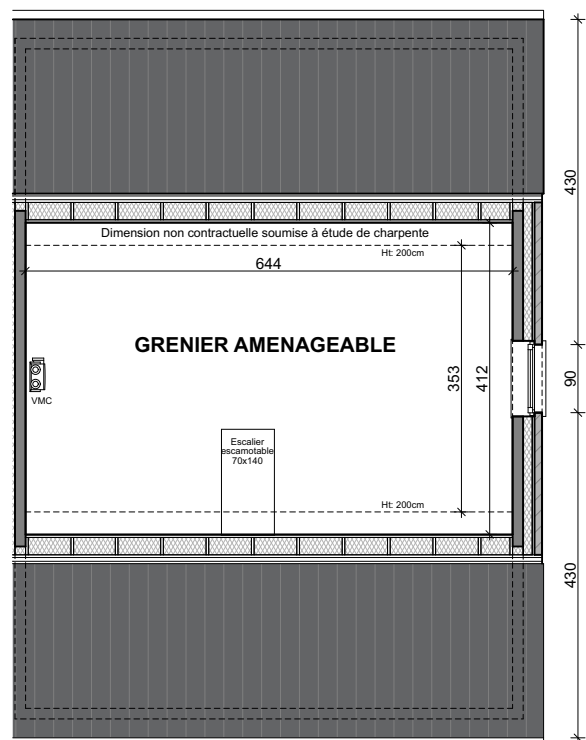 430
Dimension non contractuelle soumise à étude de charpente
Ht: 200cm
644
GRENIER AMENAGEABLE
353
412
90
VMC
Escalier
escamotable
70x140
Ht: 200cm
430